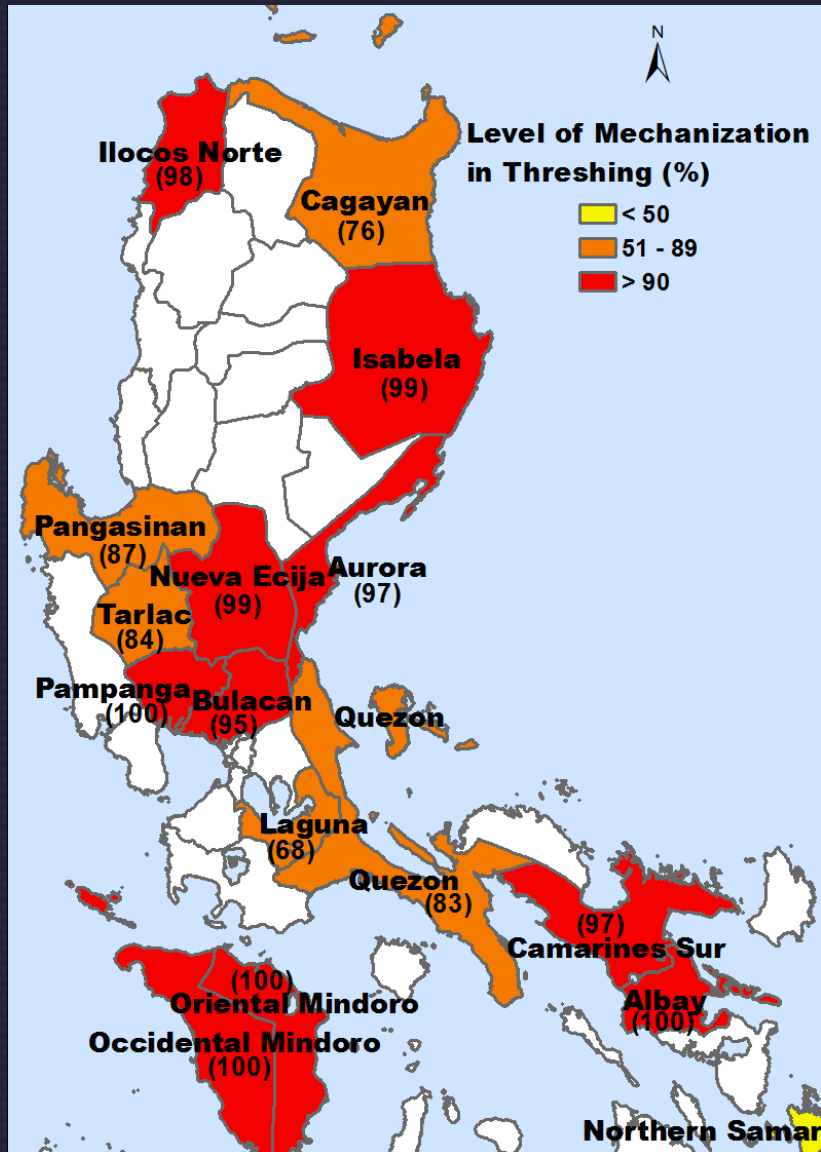 N
Level of Mechanization
in Threshing (%)
< 50
51 - 89
> 90
Ilocos Norte
(98)
Cagayan
(76)
Isabela
(99)
Pangasinan
(87)
Nueva Ecija
(99)
Aurora
(97)
Tarlac
(84)
Pampanga
(100)
Bulacan
(95)
Quezon
Laguna
(68)
Quezon
(83)
(97)
Camarines Sur
(100)
Oriental Mindoro
Albay
(100)
Occidental Mindoro
(100)
Northern Samar